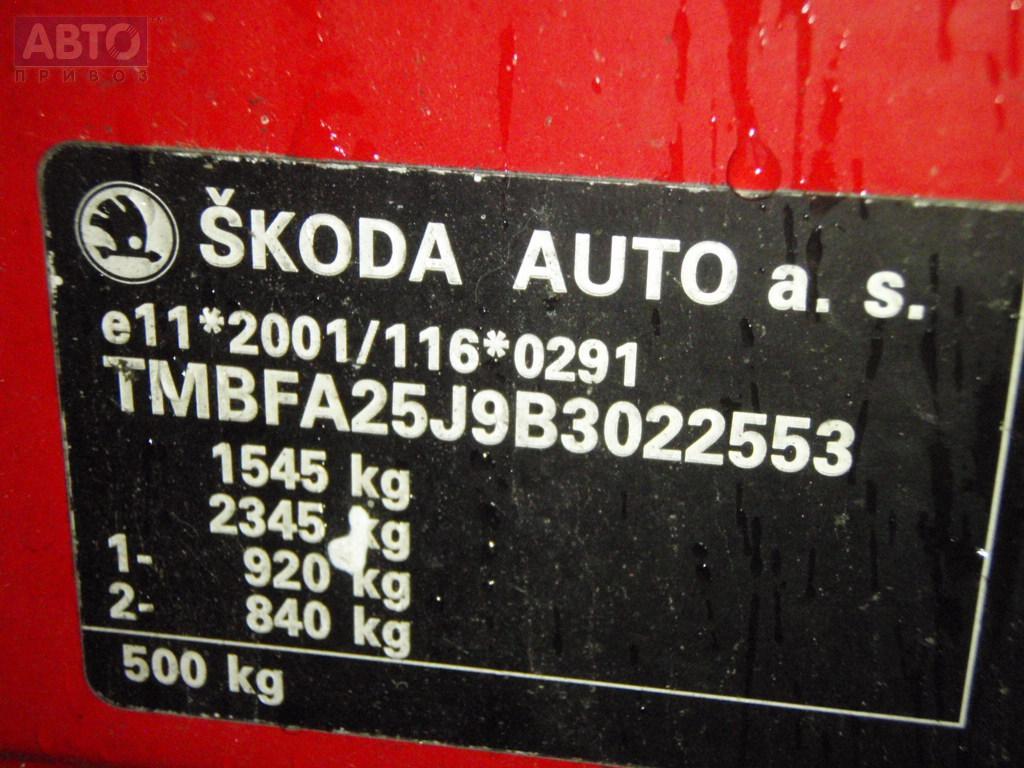 АВТО
ПРИВОЗ
ŠKODA AUTO a. s.
e11*2001/116*0291
TMBFA25J9B3022553
1545 kg
2345 kg
1- 920 kg
2- 840 kg
500 kg